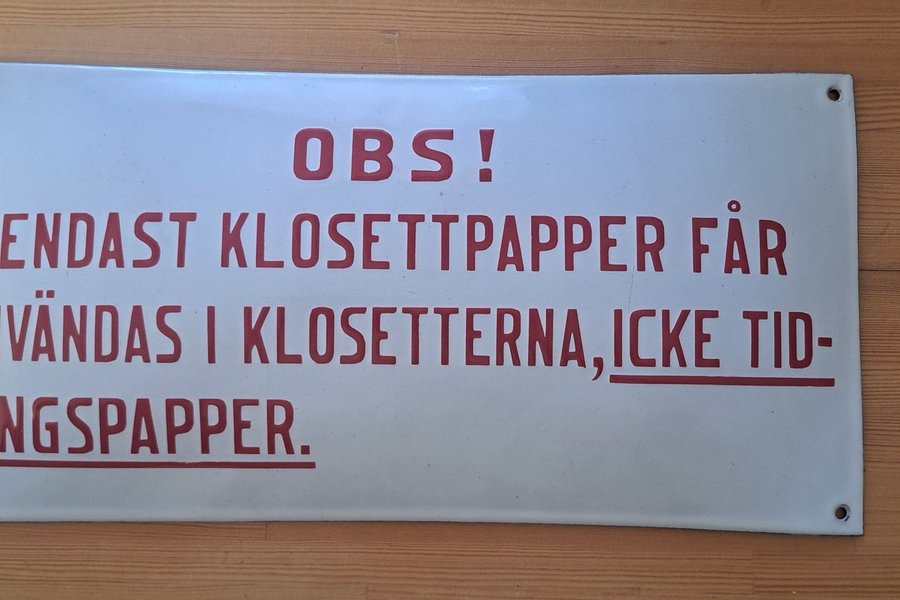 OBS!
ENDAST KLOSETTPAPPER FÅR
VÄNDAS I KLOSETTERNA, ICKE TID-
NGSPAPPER.